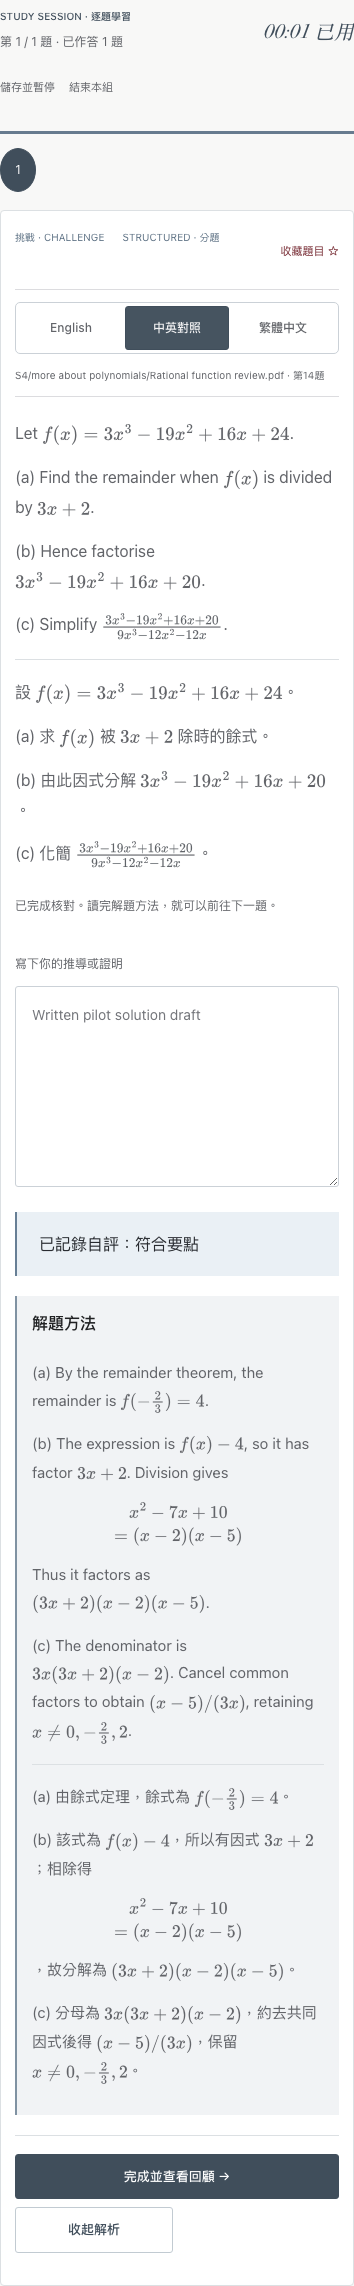 STUDY SESSION · 逐題學習
00:01 已用
第 1 / 1 題 · 已作答 1 題
儲存並暫停 結束本組
1
挑戰 · CHALLENGE STRUCTURED · 分題
收藏題目 ☆
English 中英對照 繁體中文
S4/more about polynomials/Rational function review.pdf · 第14題
Let f(x) = 3x³ − 19x² + 16x + 24.
(a) Find the remainder when f(x) is divided
by 3x + 2.
(b) Hence factorise
3x³ − 19x² + 16x + 20.
(c) Simplify (3x³−19x²+16x+20)/(9x³−12x²−12x).
設 f(x) = 3x³ − 19x² + 16x + 24。
(a) 求 f(x) 被 3x + 2 除時的餘式。
(b) 由此因式分解 3x³ − 19x² + 16x + 20
。
(c) 化簡 (3x³−19x²+16x+20)/(9x³−12x²−12x) 。
已完成核對。讀完解題方法，就可以前往下一題。
寫下你的推導或證明
Written pilot solution draft
已記錄自評：符合要點
解題方法
(a) By the remainder theorem, the
remainder is f(−2/3) = 4.
(b) The expression is f(x) − 4, so it has
factor 3x + 2. Division gives
x² − 7x + 10
= (x − 2)(x − 5)
Thus it factors as
(3x + 2)(x − 2)(x − 5).
(c) The denominator is
3x(3x + 2)(x − 2). Cancel common
factors to obtain (x − 5)/(3x), retaining
x ≠ 0, −2/3, 2.
(a) 由餘式定理，餘式為 f(−2/3) = 4。
(b) 該式為 f(x) − 4，所以有因式 3x + 2
；相除得
x² − 7x + 10
= (x − 2)(x − 5)
，故分解為 (3x + 2)(x − 2)(x − 5)。
(c) 分母為 3x(3x + 2)(x − 2)，約去共同
因式後得 (x − 5)/(3x)，保留
x ≠ 0, −2/3, 2。
完成並查看回顧 →
收起解析